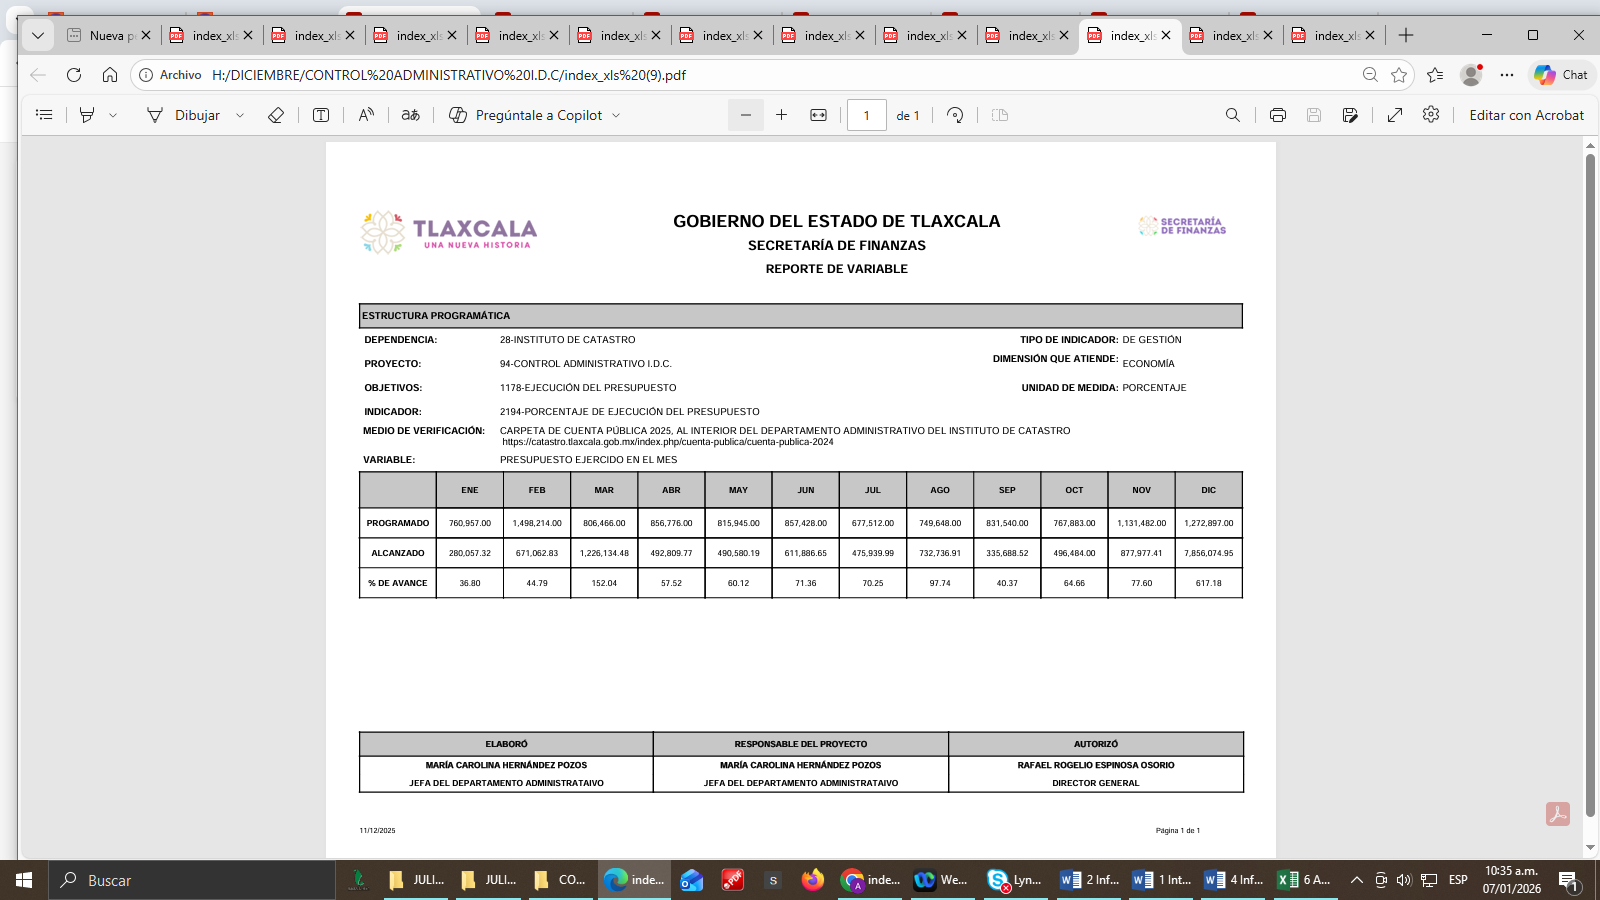 Nueva p
index_xls
index_xls
index_xls
index_xls
index_xls
index_xls
index_xls
index_xls
index_xls
index_xls
index_xls
index_xls
Archivo H:/DICIEMBRE/CONTROL%20ADMINISTRATIVO%20I.D.C/index_xls%20(9).pdf
Chat
Dibujar
Pregúntale a Copilot
1 de 1
Editar con Acrobat
TLAXCALA
UNA NUEVA HISTORIA
GOBIERNO DEL ESTADO DE TLAXCALA
SECRETARÍA DE FINANZAS
REPORTE DE VARIABLE
SECRETARÍA
DE FINANZAS
ESTRUCTURA PROGRAMÁTICA
DEPENDENCIA: 28-INSTITUTO DE CATASTRO TIPO DE INDICADOR: DE GESTIÓN
PROYECTO: 94-CONTROL ADMINISTRATIVO I.D.C. DIMENSIÓN QUE ATIENDE: ECONOMÍA
OBJETIVOS: 1178-EJECUCIÓN DEL PRESUPUESTO UNIDAD DE MEDIDA: PORCENTAJE
INDICADOR: 2194-PORCENTAJE DE EJECUCIÓN DEL PRESUPUESTO
MEDIO DE VERIFICACIÓN: CARPETA DE CUENTA PÚBLICA 2025, AL INTERIOR DEL DEPARTAMENTO ADMINISTRATIVO DEL INSTITUTO DE CATASTRO
https://catastro.tlaxcala.gob.mx/index.php/cuenta-publica/cuenta-publica-2024
VARIABLE: PRESUPUESTO EJERCIDO EN EL MES
ENE FEB MAR ABR MAY JUN JUL AGO SEP OCT NOV DIC
PROGRAMADO 760,957.00 1,498,214.00 806,466.00 856,776.00 815,945.00 857,428.00 677,512.00 749,648.00 831,540.00 767,883.00 1,131,482.00 1,272,897.00
ALCANZADO 280,057.32 671,062.83 1,226,134.48 492,809.77 490,580.19 611,886.65 475,939.99 732,736.91 335,688.52 496,484.00 877,977.41 7,856,074.95
% DE AVANCE 36.80 44.79 152.04 57.52 60.12 71.36 70.25 97.74 40.37 64.66 77.60 617.18
ELABORÓ RESPONSABLE DEL PROYECTO AUTORIZÓ
MARÍA CAROLINA HERNÁNDEZ POZOS MARÍA CAROLINA HERNÁNDEZ POZOS RAFAEL ROGELIO ESPINOSA OSORIO
JEFA DEL DEPARTAMENTO ADMINISTRATAIVO JEFA DEL DEPARTAMENTO ADMINISTRATAIVO DIRECTOR GENERAL
11/12/2025 Página 1 de 1
Buscar
JULI...
JULI...
CO...
inde...
inde...
We...
Lyn...
2 Inf...
1 Int...
4 Inf...
6 A...
ESP
10:35 a.m.
07/01/2026
1